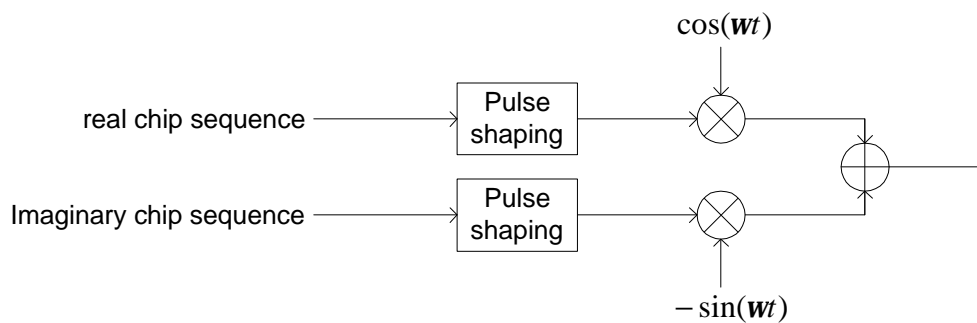 cos(wt)
real chip sequence
Pulse
shaping
Imaginary chip sequence
Pulse
shaping
− sin(wt)